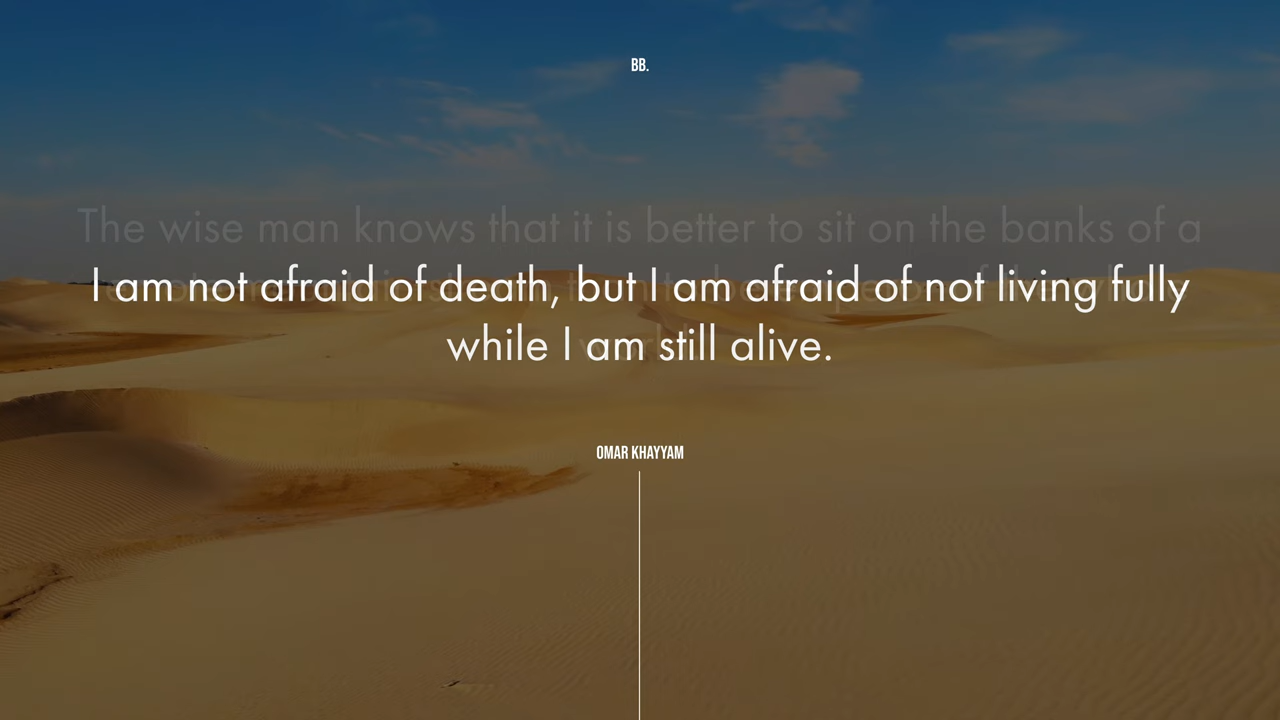 BB.
The wise man knows that it is better to sit on the banks of a
I am not afraid of death, but I am afraid of not living fully
while I am still alive.
OMAR KHAYYAM